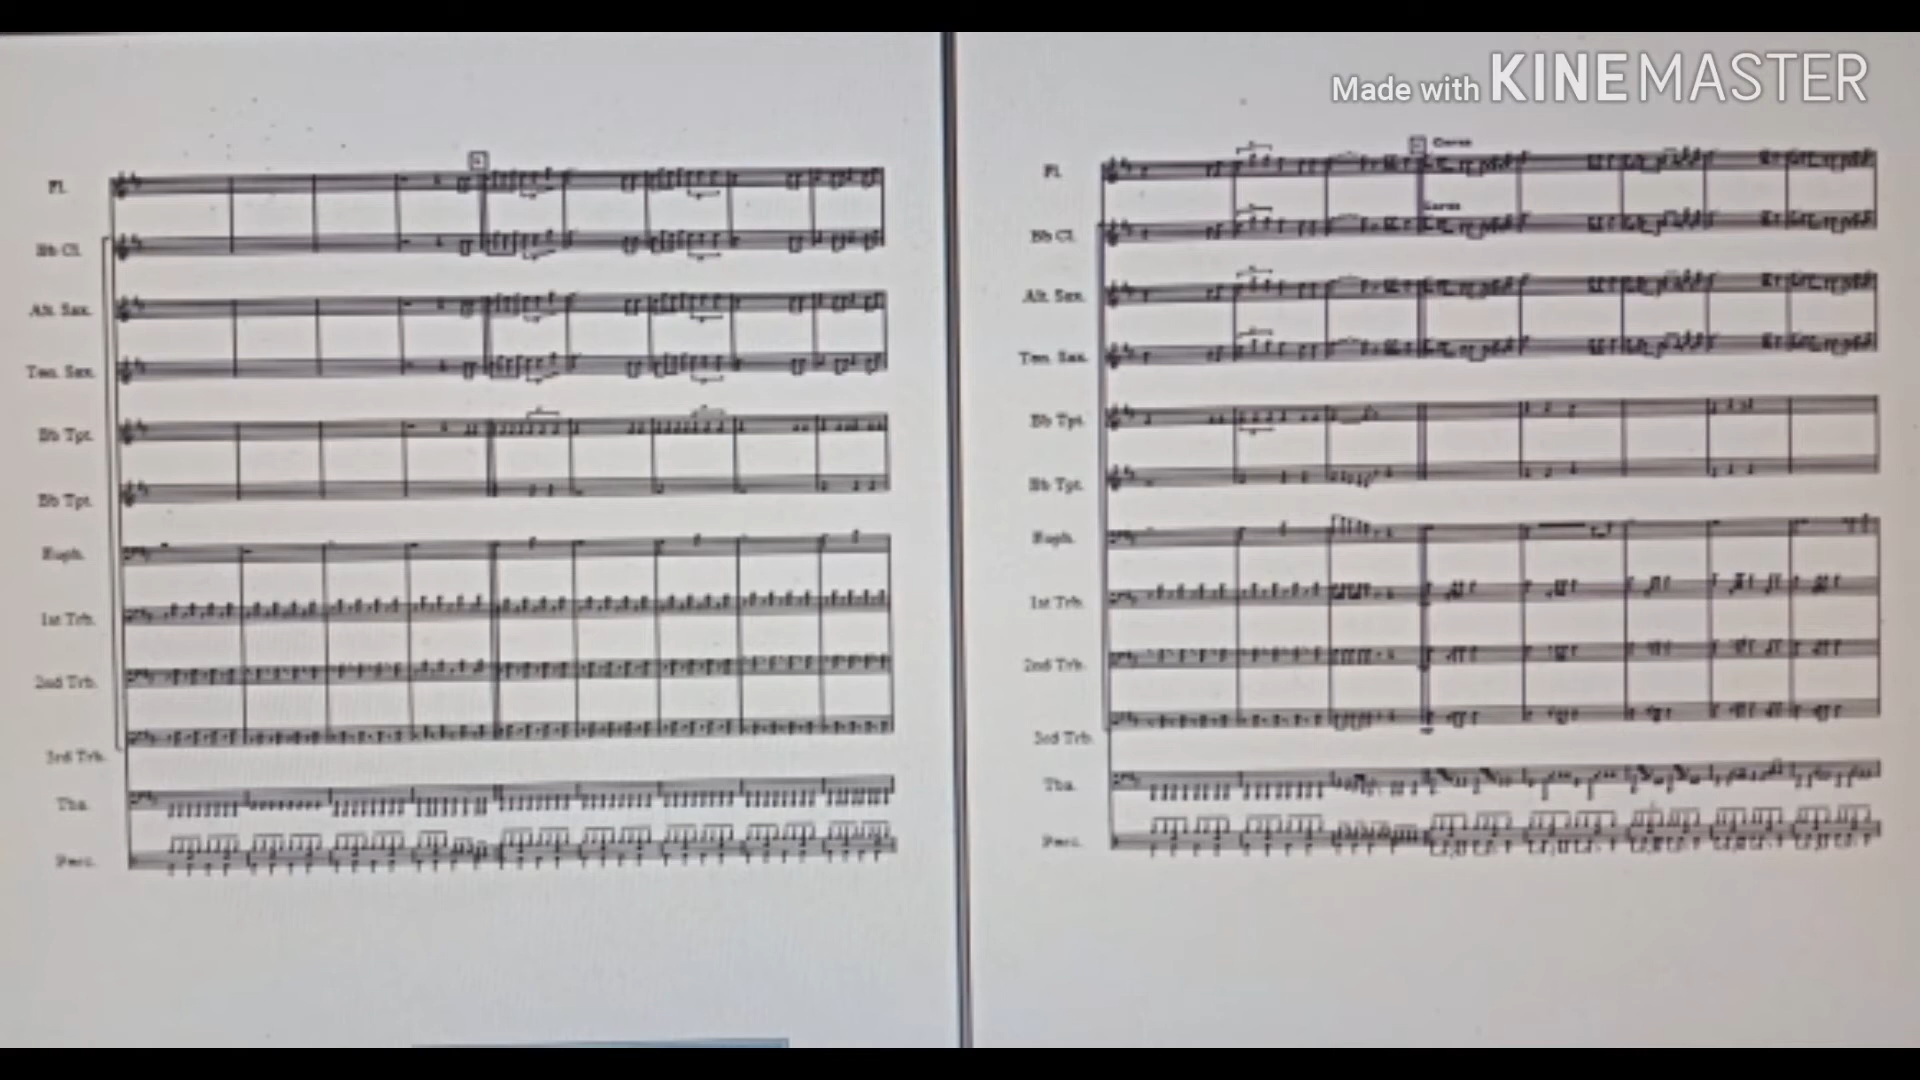 Made with KINEMASTER
Fl.
Bb Cl.
Alt. Sax.
Ten. Sax.
Bb Tpt.
Bb Tpt.
Euph.
1st Trb.
2nd Trb.
3rd Trb.
Tba.
Perc.
Fl.
Bb Cl.
Alt. Sax.
Ten. Sax.
Bb Tpt.
Bb Tpt.
Euph.
1st Trb.
2nd Trb.
3rd Trb.
Tba.
Perc.